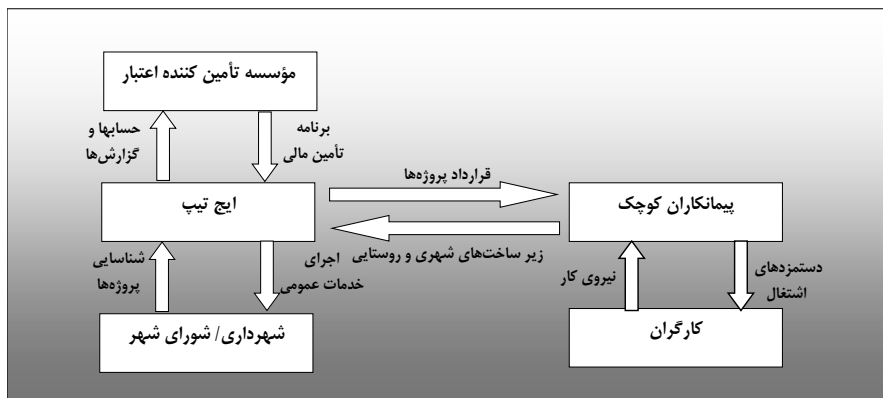 مؤسسه تأمین کننده اعتبار
حسابها و
گزارش‌ها
برنامه
تأمین مالی
قرارداد پروژه‌ها
ایج تیپ
پیمانکاران کوچک
زیر ساخت‌های شهری و روستایی
شناسایی
پروژه‌ها
اجرای
خدمات عمومی
نیروی کار
دستمزدهای
اشتغال
شهرداری/ شورای شهر
کارگران